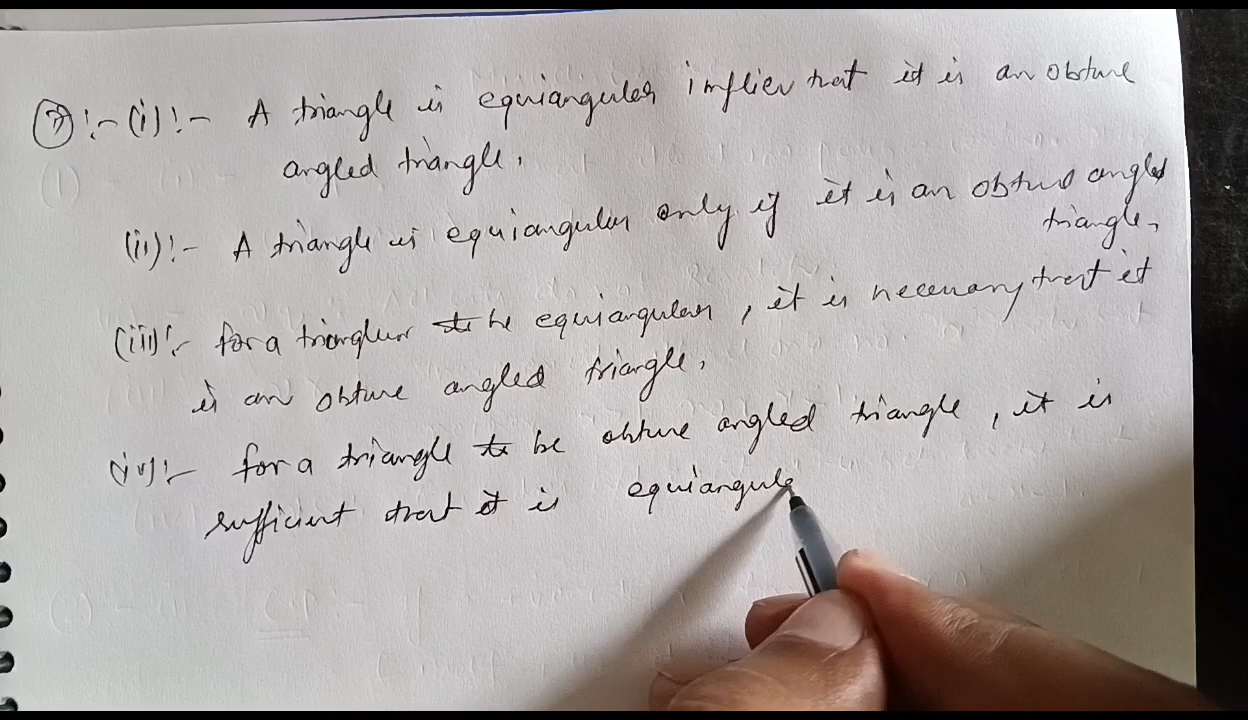 (7) :- (i) :- A triangle is equiangular implies that it is an obtuse
angled triangle.
(ii) :- A triangle is equiangular only if it is an obtuse angled
triangle.
(iii) :- for a triangle to be equiangular, it is necessary that it
is an obtuse angled triangle.
(iv) :- for a triangle to be obtuse angled triangle, it is
sufficient that it is equiangula